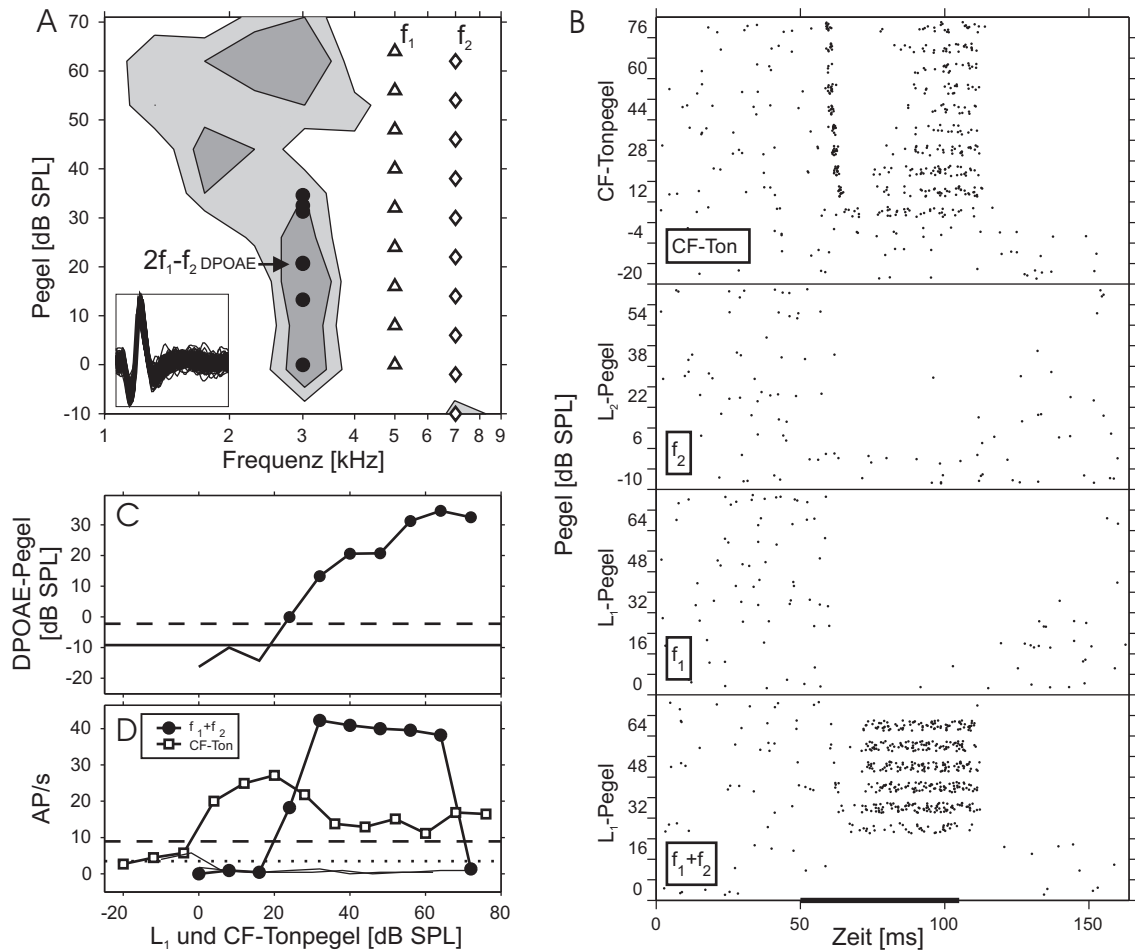 A
70
60
50
40
30
20
10
0
-10
Pegel [dB SPL]
f1
f2
2f1-f2 DPOAE
1
2
3
4
5
6
7
8
9
Frequenz [kHz]
B
76
60
44
28
12
-4
-20
CF-Tonpegel
CF-Ton
54
38
22
6
-10
L2-Pegel
f2
Pegel [dB SPL]
64
48
32
16
0
L1-Pegel
f1
64
48
32
16
0
L1-Pegel
f1+f2
0
50
100
150
Zeit [ms]
C
30
20
10
0
-10
-20
DPOAE-Pegel
[dB SPL]
D
f1+f2
CF-Ton
40
30
20
10
0
AP/s
-20
0
20
40
60
80
L1 und CF-Tonpegel [dB SPL]